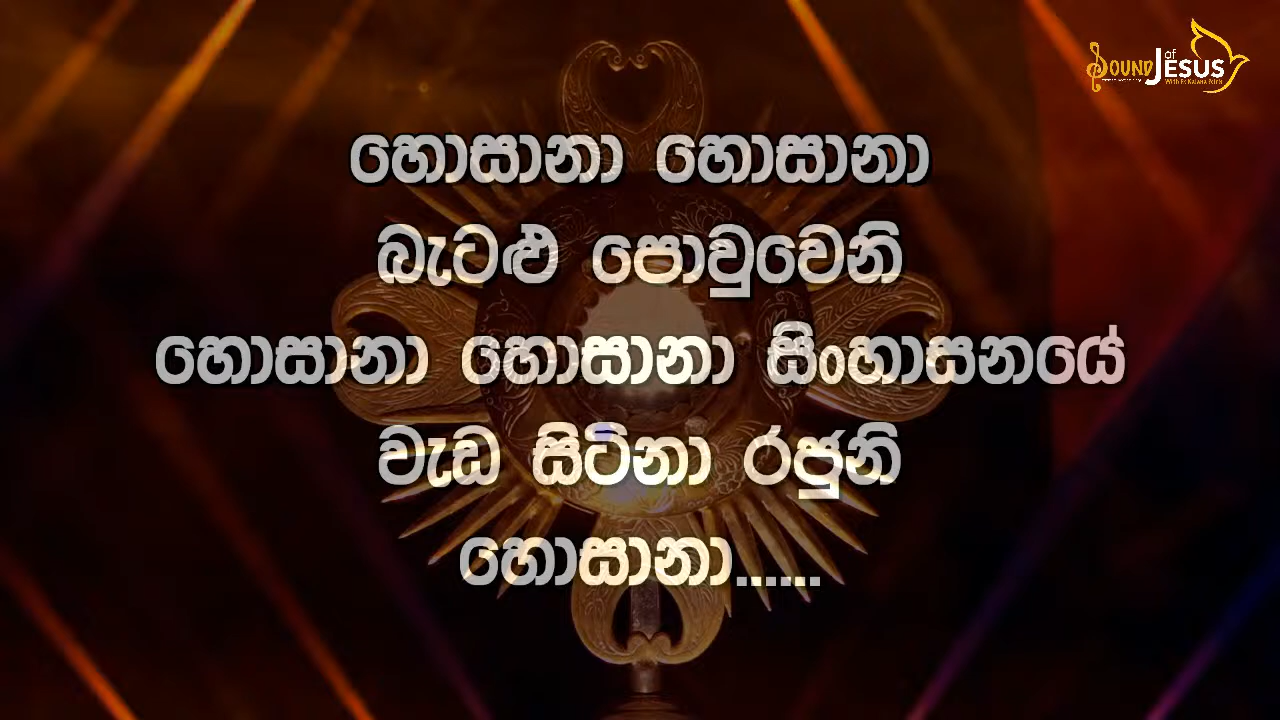 Sound of Jesus
හොසානා හොසානා
බැටළු පොවුවෙනි
හොසානා හොසානා සිංහාසනයේ
වැඩ සිටිනා රජුනි
හොසානා......